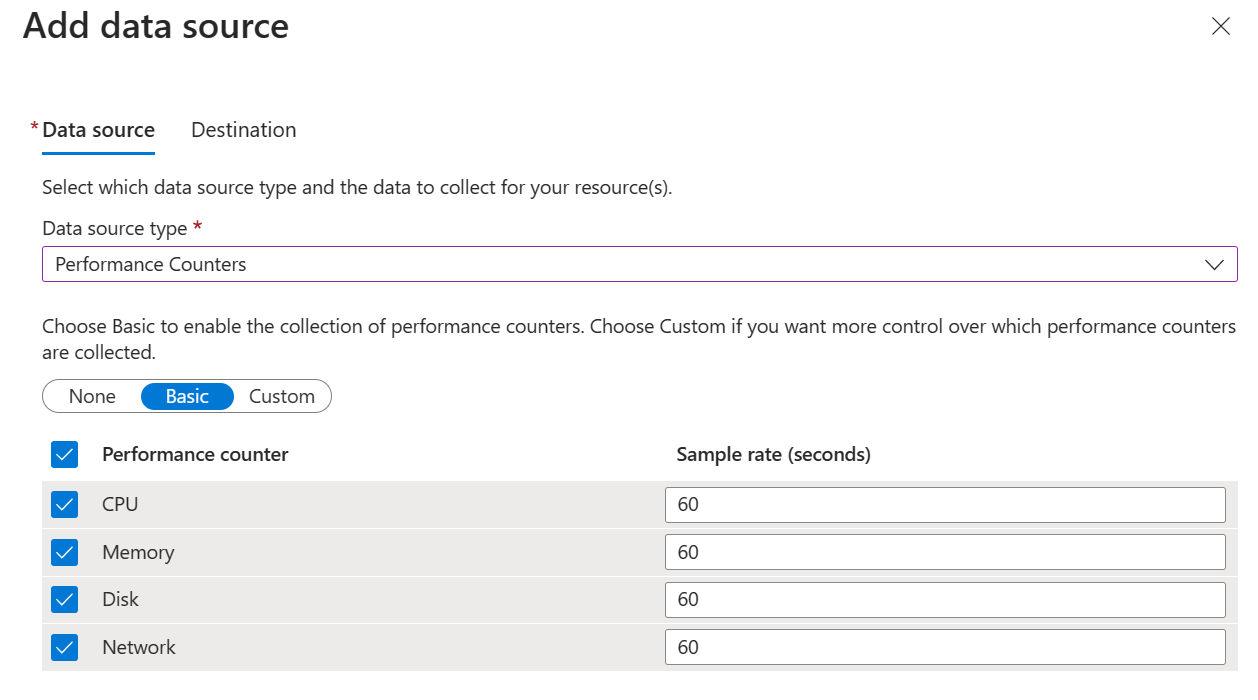 Add data source
* Data source Destination
Select which data source type and the data to collect for your resource(s).
Data source type *
Performance Counters
Choose Basic to enable the collection of performance counters. Choose Custom if you want more control over which performance counters
are collected.
None Basic Custom
Performance counter Sample rate (seconds)
CPU 60
Memory 60
Disk 60
Network 60